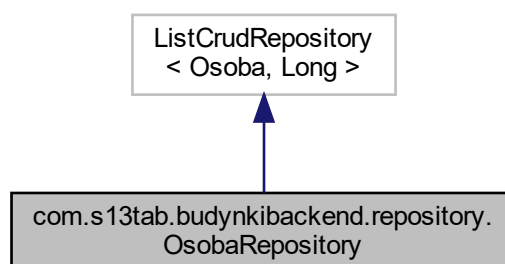 ListCrudRepository
< Osoba, Long >
com.s13tab.budynkibackend.repository.
OsobaRepository